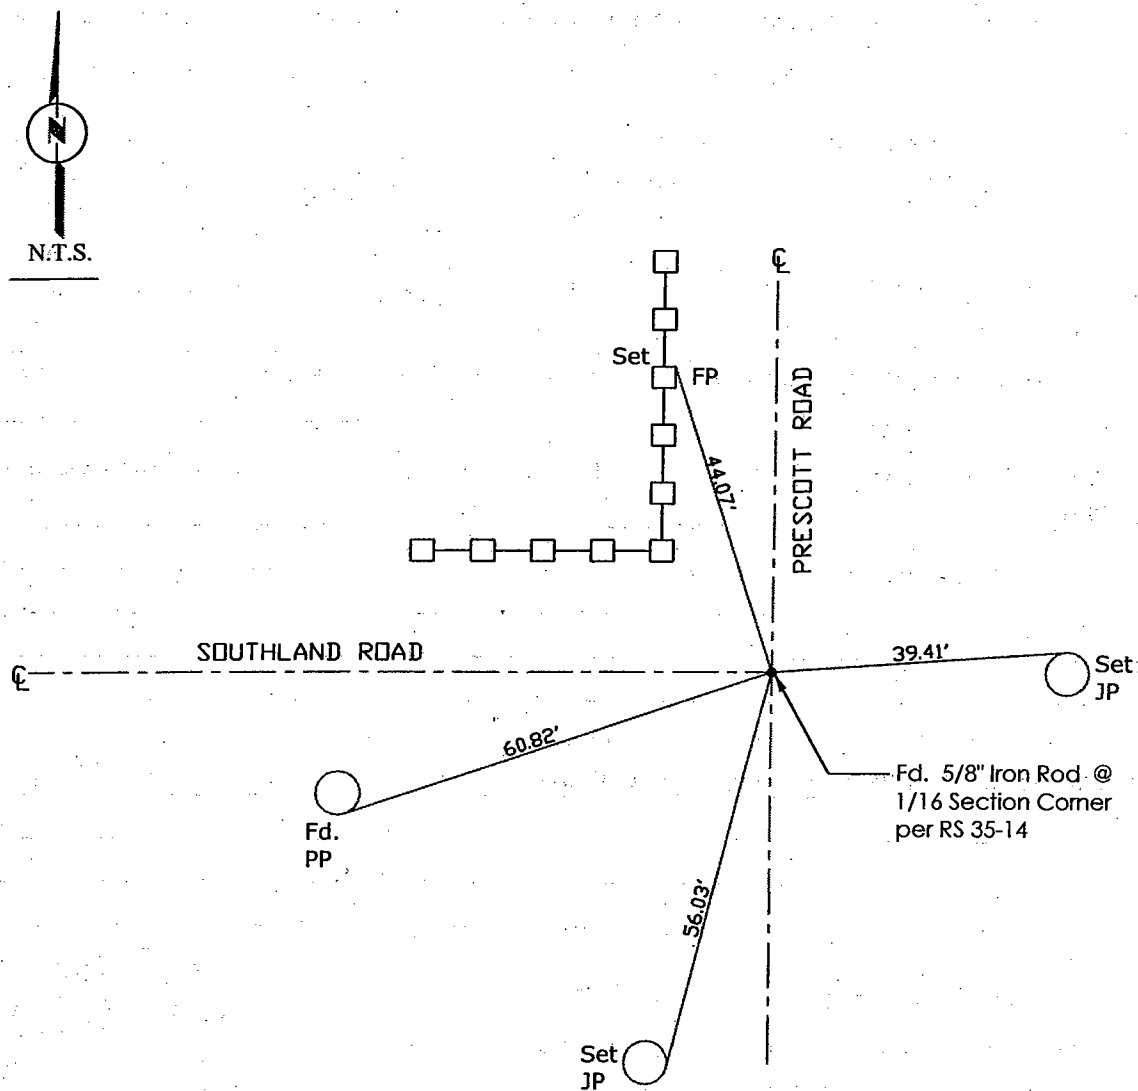 N
N.T.S.
℄
Set
FP
PRESCOTT ROAD
44.07'
SOUTHLAND ROAD
℄
39.41'
Set
JP
60.82'
Fd. 5/8" Iron Rod @
1/16 Section Corner
per RS 35-14
Fd.
PP
56.03'
Set
JP